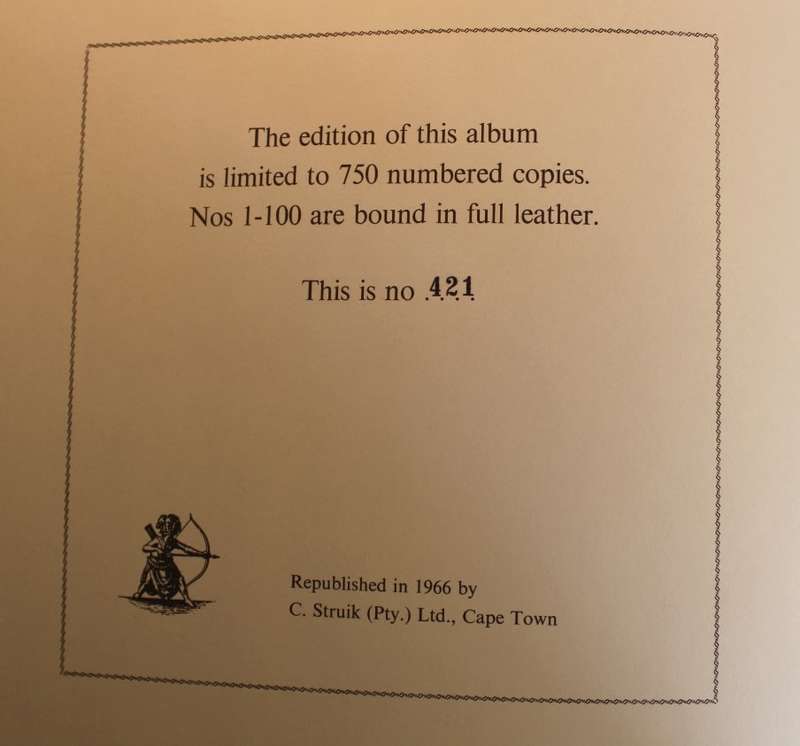 The edition of this album
is limited to 750 numbered copies.
Nos 1-100 are bound in full leather.
This is no .421.
Republished in 1966 by
C. Struik (Pty.) Ltd., Cape Town